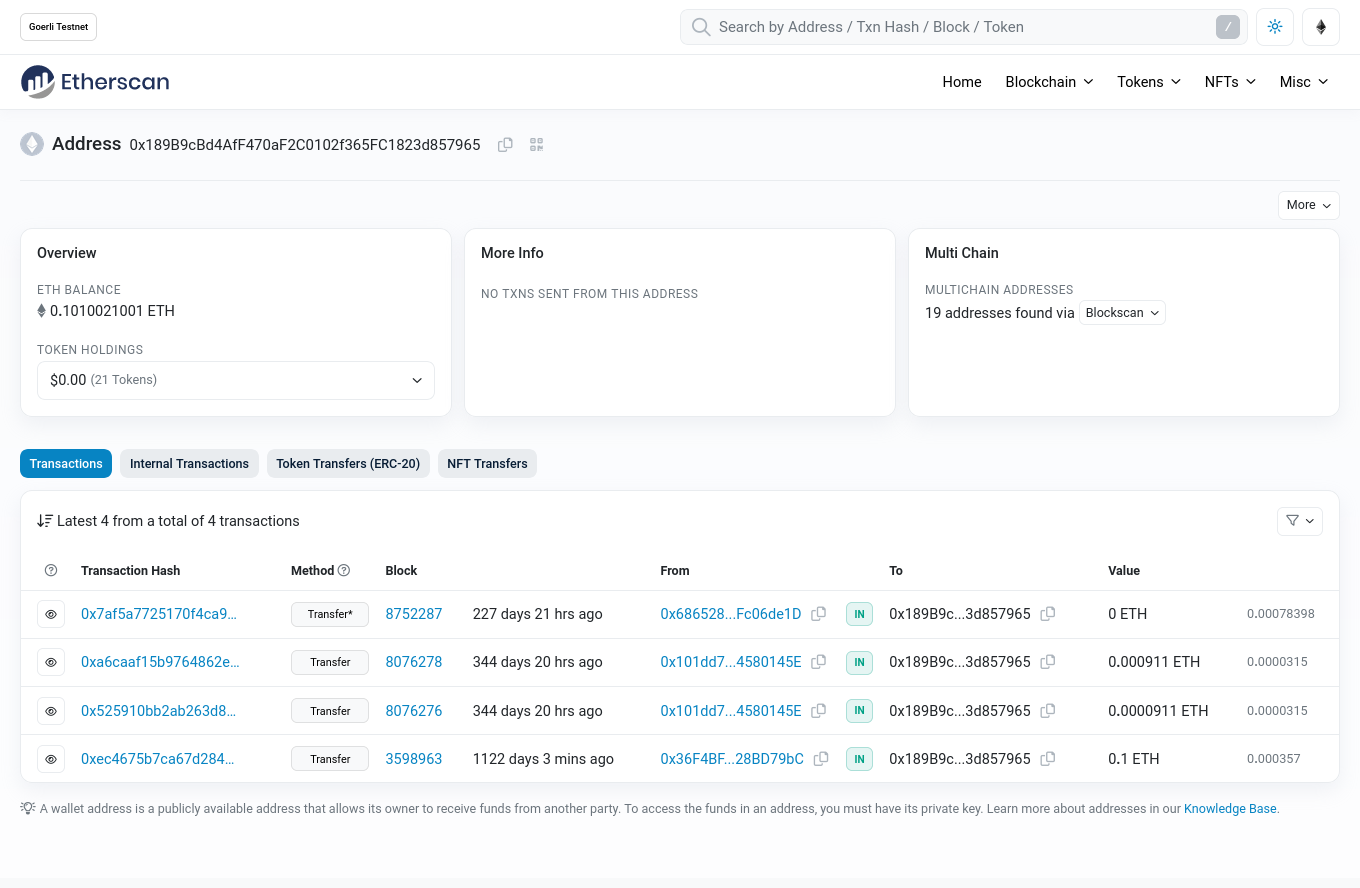 Goerli Testnet
Search by Address / Txn Hash / Block / Token /
Etherscan
Home Blockchain Tokens NFTs Misc
Address 0x189B9cBd4AfF470aF2C0102f365FC1823d857965
More
Overview
ETH BALANCE
0.1010021001 ETH
TOKEN HOLDINGS
$0.00 (21 Tokens)
More Info
NO TXNS SENT FROM THIS ADDRESS
Multi Chain
MULTICHAIN ADDRESSES
19 addresses found via Blockscan
Transactions Internal Transactions Token Transfers (ERC-20) NFT Transfers
Latest 4 from a total of 4 transactions
Transaction Hash Method Block From To Value
0x7af5a7725170f4ca9... Transfer* 8752287 227 days 21 hrs ago 0x686528...Fc06de1D IN 0x189B9c...3d857965 0 ETH 0.00078398
0xa6caaf15b9764862e... Transfer 8076278 344 days 20 hrs ago 0x101dd7...4580145E IN 0x189B9c...3d857965 0.000911 ETH 0.0000315
0x525910bb2ab263d8... Transfer 8076276 344 days 20 hrs ago 0x101dd7...4580145E IN 0x189B9c...3d857965 0.0000911 ETH 0.0000315
0xec4675b7ca67d284... Transfer 3598963 1122 days 3 mins ago 0x36F4BF...28BD79bC IN 0x189B9c...3d857965 0.1 ETH 0.000357
A wallet address is a publicly available address that allows its owner to receive funds from another party. To access the funds in an address, you must have its private key. Learn more about addresses in our Knowledge Base.